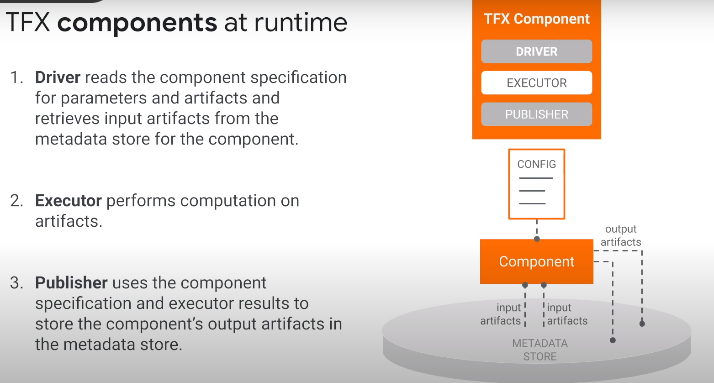 TFX components at runtime
1. Driver reads the component specification
for parameters and artifacts and
retrieves input artifacts from the
metadata store for the component.
2. Executor performs computation on
artifacts.
3. Publisher uses the component
specification and executor results to
store the component's output artifacts in
the metadata store.
TFX Component
DRIVER
EXECUTOR
PUBLISHER
CONFIG
output
artifacts
Component
input
artifacts
input
artifacts
METADATA
STORE